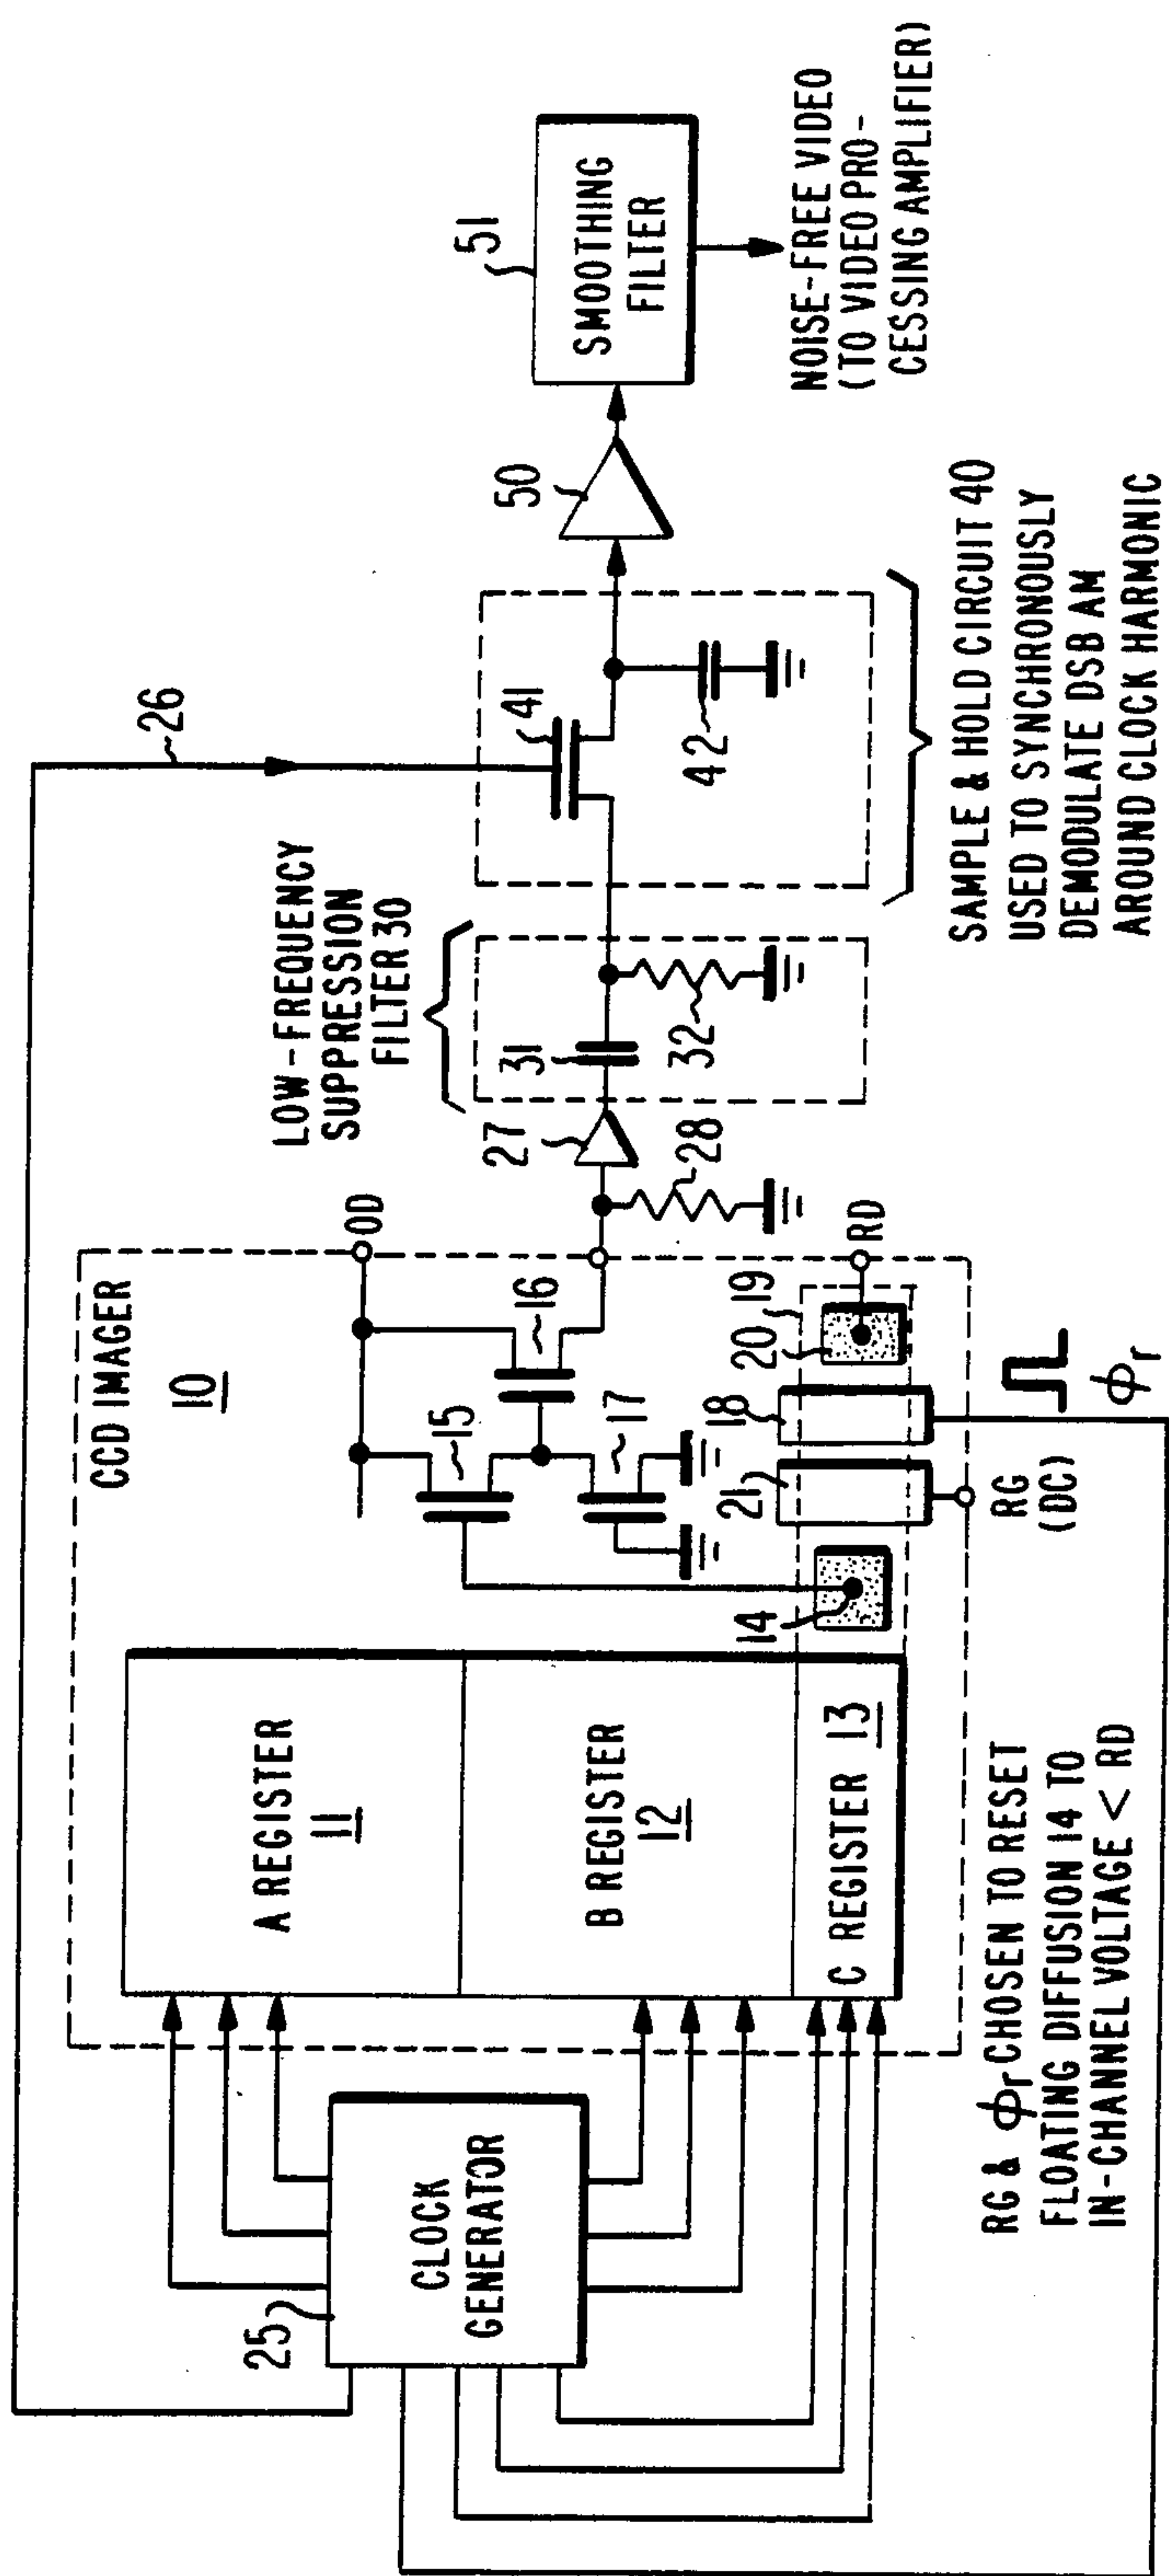 CCD IMAGER
10
A REGISTER
11
B REGISTER
12
C REGISTER 13
CLOCK
GENERATOR
25
26
OD
15
16
17
14
21
18
20
19
RD
RG
(DC)
ϕr
RG & ϕr CHOSEN TO RESET
FLOATING DIFFUSION 14 TO
IN-CHANNEL VOLTAGE < RD
27
28
LOW-FREQUENCY
SUPPRESSION
FILTER 30
31
32
41
42
SAMPLE & HOLD CIRCUIT 40
USED TO SYNCHRONOUSLY
DEMODULATE DSB AM
AROUND CLOCK HARMONIC
50
51
SMOOTHING
FILTER
NOISE-FREE VIDEO
(TO VIDEO PRO-
CESSING AMPLIFIER)